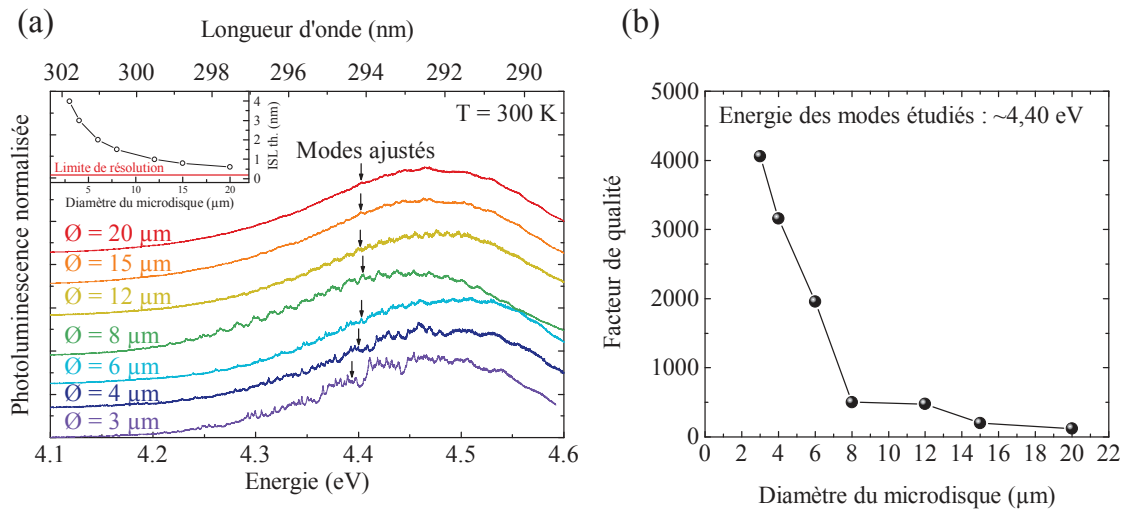 (a)
Longueur d'onde (nm)
302 300 298 296 294 292 290
T = 300 K
Modes ajustés
Limite de résolution
4
3
2
1
0
ISL th. (nm)
5 10 15 20
Diamètre du microdisque (µm)
Photoluminescence normalisée
Ø = 20 µm
Ø = 15 µm
Ø = 12 µm
Ø = 8 µm
Ø = 6 µm
Ø = 4 µm
Ø = 3 µm
4.1 4.2 4.3 4.4 4.5 4.6
Energie (eV)
(b)
Energie des modes étudiés : ~4,40 eV
Facteur de qualité
5000
4000
3000
2000
1000
0
0 2 4 6 8 10 12 14 16 18 20 22
Diamètre du microdisque (µm)